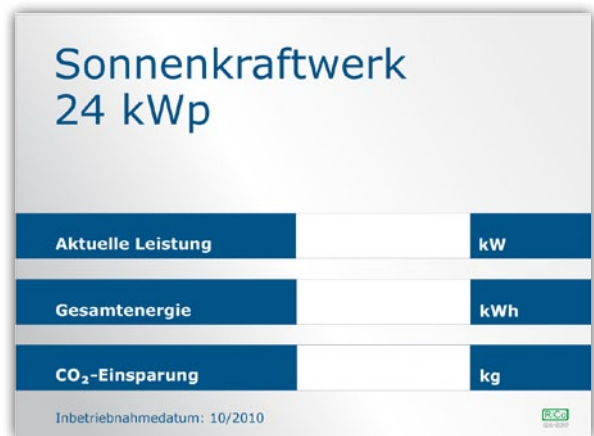 Sonnenkraftwerk
24 kWp
Aktuelle Leistung kW
Gesamtenergie kWh
CO₂-Einsparung kg
Inbetriebnahmedatum: 10/2010